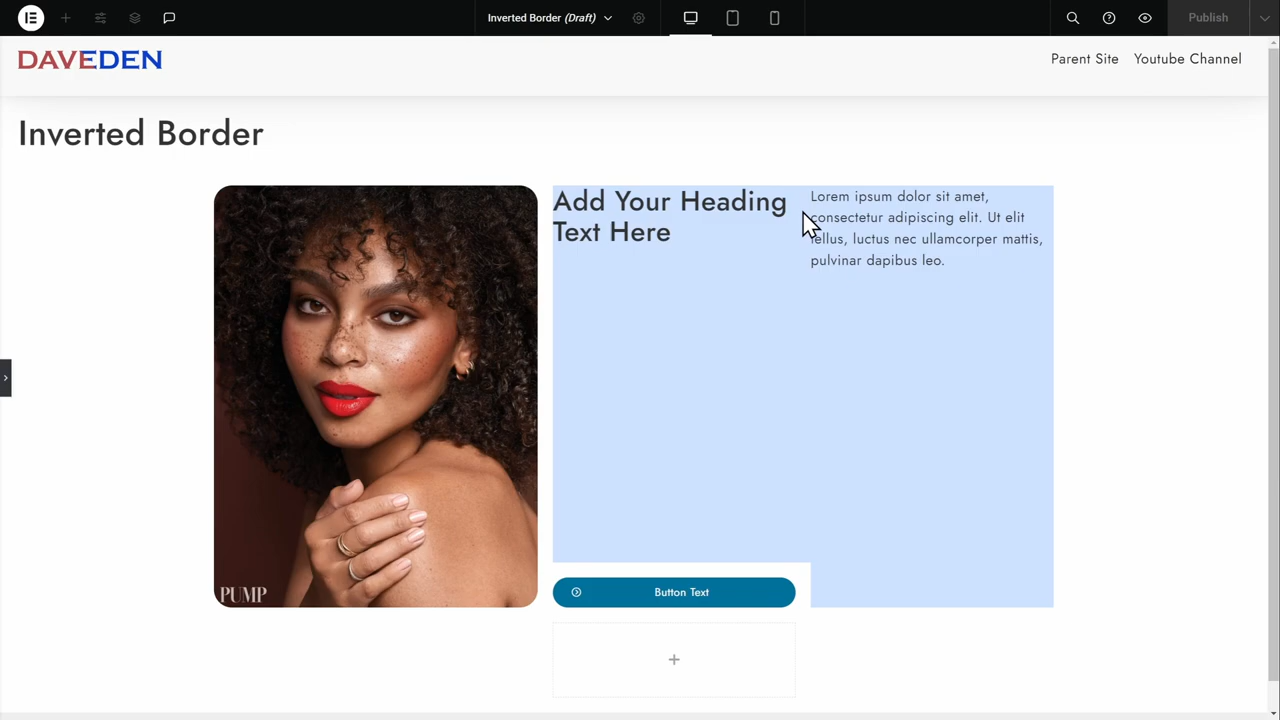 Inverted Border (Draft)
Publish
DAVEDEN
Parent Site
Youtube Channel
Inverted Border
Add Your Heading
Text Here
Lorem ipsum dolor sit amet,
consectetur adipiscing elit. Ut elit
tellus, luctus nec ullamcorper mattis,
pulvinar dapibus leo.
PUMP
Button Text